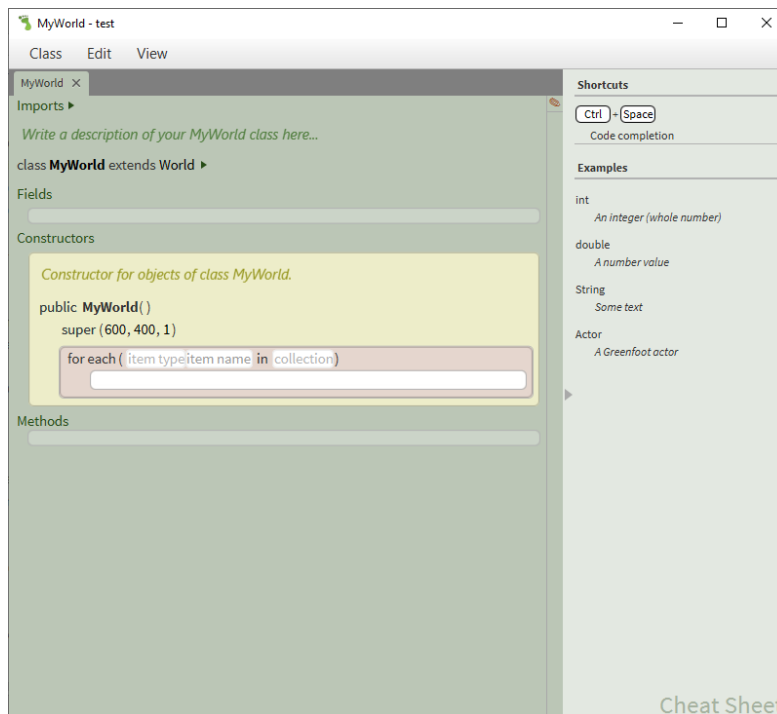 MyWorld - test
Class Edit View
MyWorld
Imports
Write a description of your MyWorld class here...
class MyWorld extends World
Fields
Constructors
Constructor for objects of class MyWorld.
public MyWorld()
super (600, 400, 1)
for each ( item type item name in collection)
Methods
Shortcuts
Ctrl + Space
Code completion
Examples
int
An integer (whole number)
double
A number value
String
Some text
Actor
A Greenfoot actor
Cheat Shee